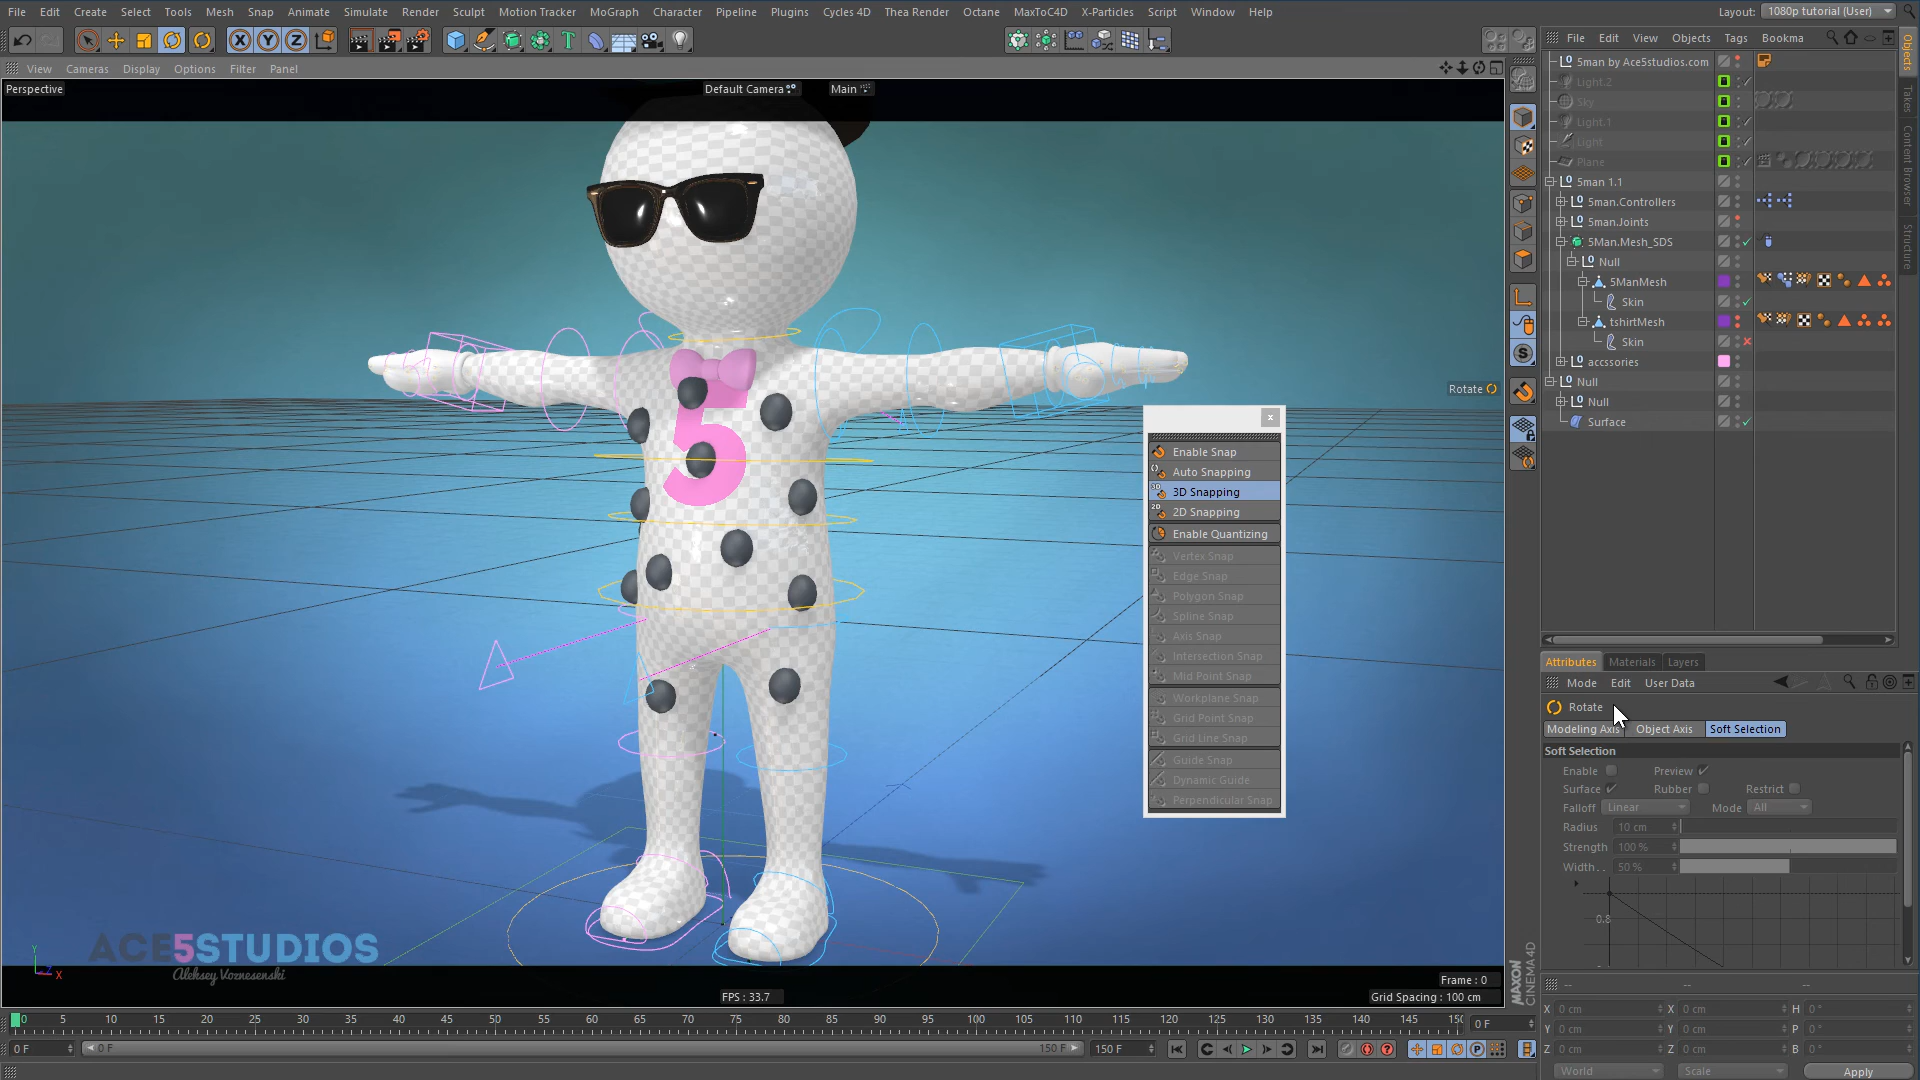 File Edit Create Select Tools Mesh Snap Animate Simulate Render Sculpt Motion Tracker MoGraph Character Pipeline Plugins Cycles 4D Thea Render Octane MaxToC4D X-Particles Script Window Help
Layout: 1080p tutorial (User)
X Y Z
File Edit View Objects Tags Bookma
View Cameras Display Options Filter Panel
Perspective
Default Camera
Main
5man by Ace5studios.com
Light.2
Sky
Light.1
Light
Plane
5man 1.1
5man.Controllers
5man.Joints
5Man.Mesh_SDS
Null
5ManMesh
Skin
tshirtMesh
Skin
accssories
Null
Null
Surface
Objects
Takes
Content Browser
Structure
Rotate
5
Enable Snap
Auto Snapping
3D Snapping
2D Snapping
Enable Quantizing
Vertex Snap
Edge Snap
Polygon Snap
Spline Snap
Axis Snap
Intersection Snap
Mid Point Snap
Workplane Snap
Grid Point Snap
Grid Line Snap
Guide Snap
Dynamic Guide
Perpendicular Snap
Attributes Materials Layers
Mode Edit User Data
Rotate
Modeling Axis Object Axis Soft Selection
Soft Selection
Enable Preview
Surface Rubber Restrict
Falloff Linear Mode All
Radius 10 cm
Strength 100 %
Width . . 50 %
0.8
ACE5STUDIOS
Aleksey Voznesenski
Y
Z X
Frame : 0
FPS : 33.7
Grid Spacing : 100 cm
MAXON
CINEMA 4D
0 5 10 15 20 25 30 35 40 45 50 55 60 65 70 75 80 85 90 95 100 105 110 115 120 125 130 135 140 145 150
0 F
0 F 0 F 150 F 150 F
-- -- --
X 0 cm X 0 cm H 0 °
Y 0 cm Y 0 cm P 0 °
Z 0 cm Z 0 cm B 0 °
World Scale Apply